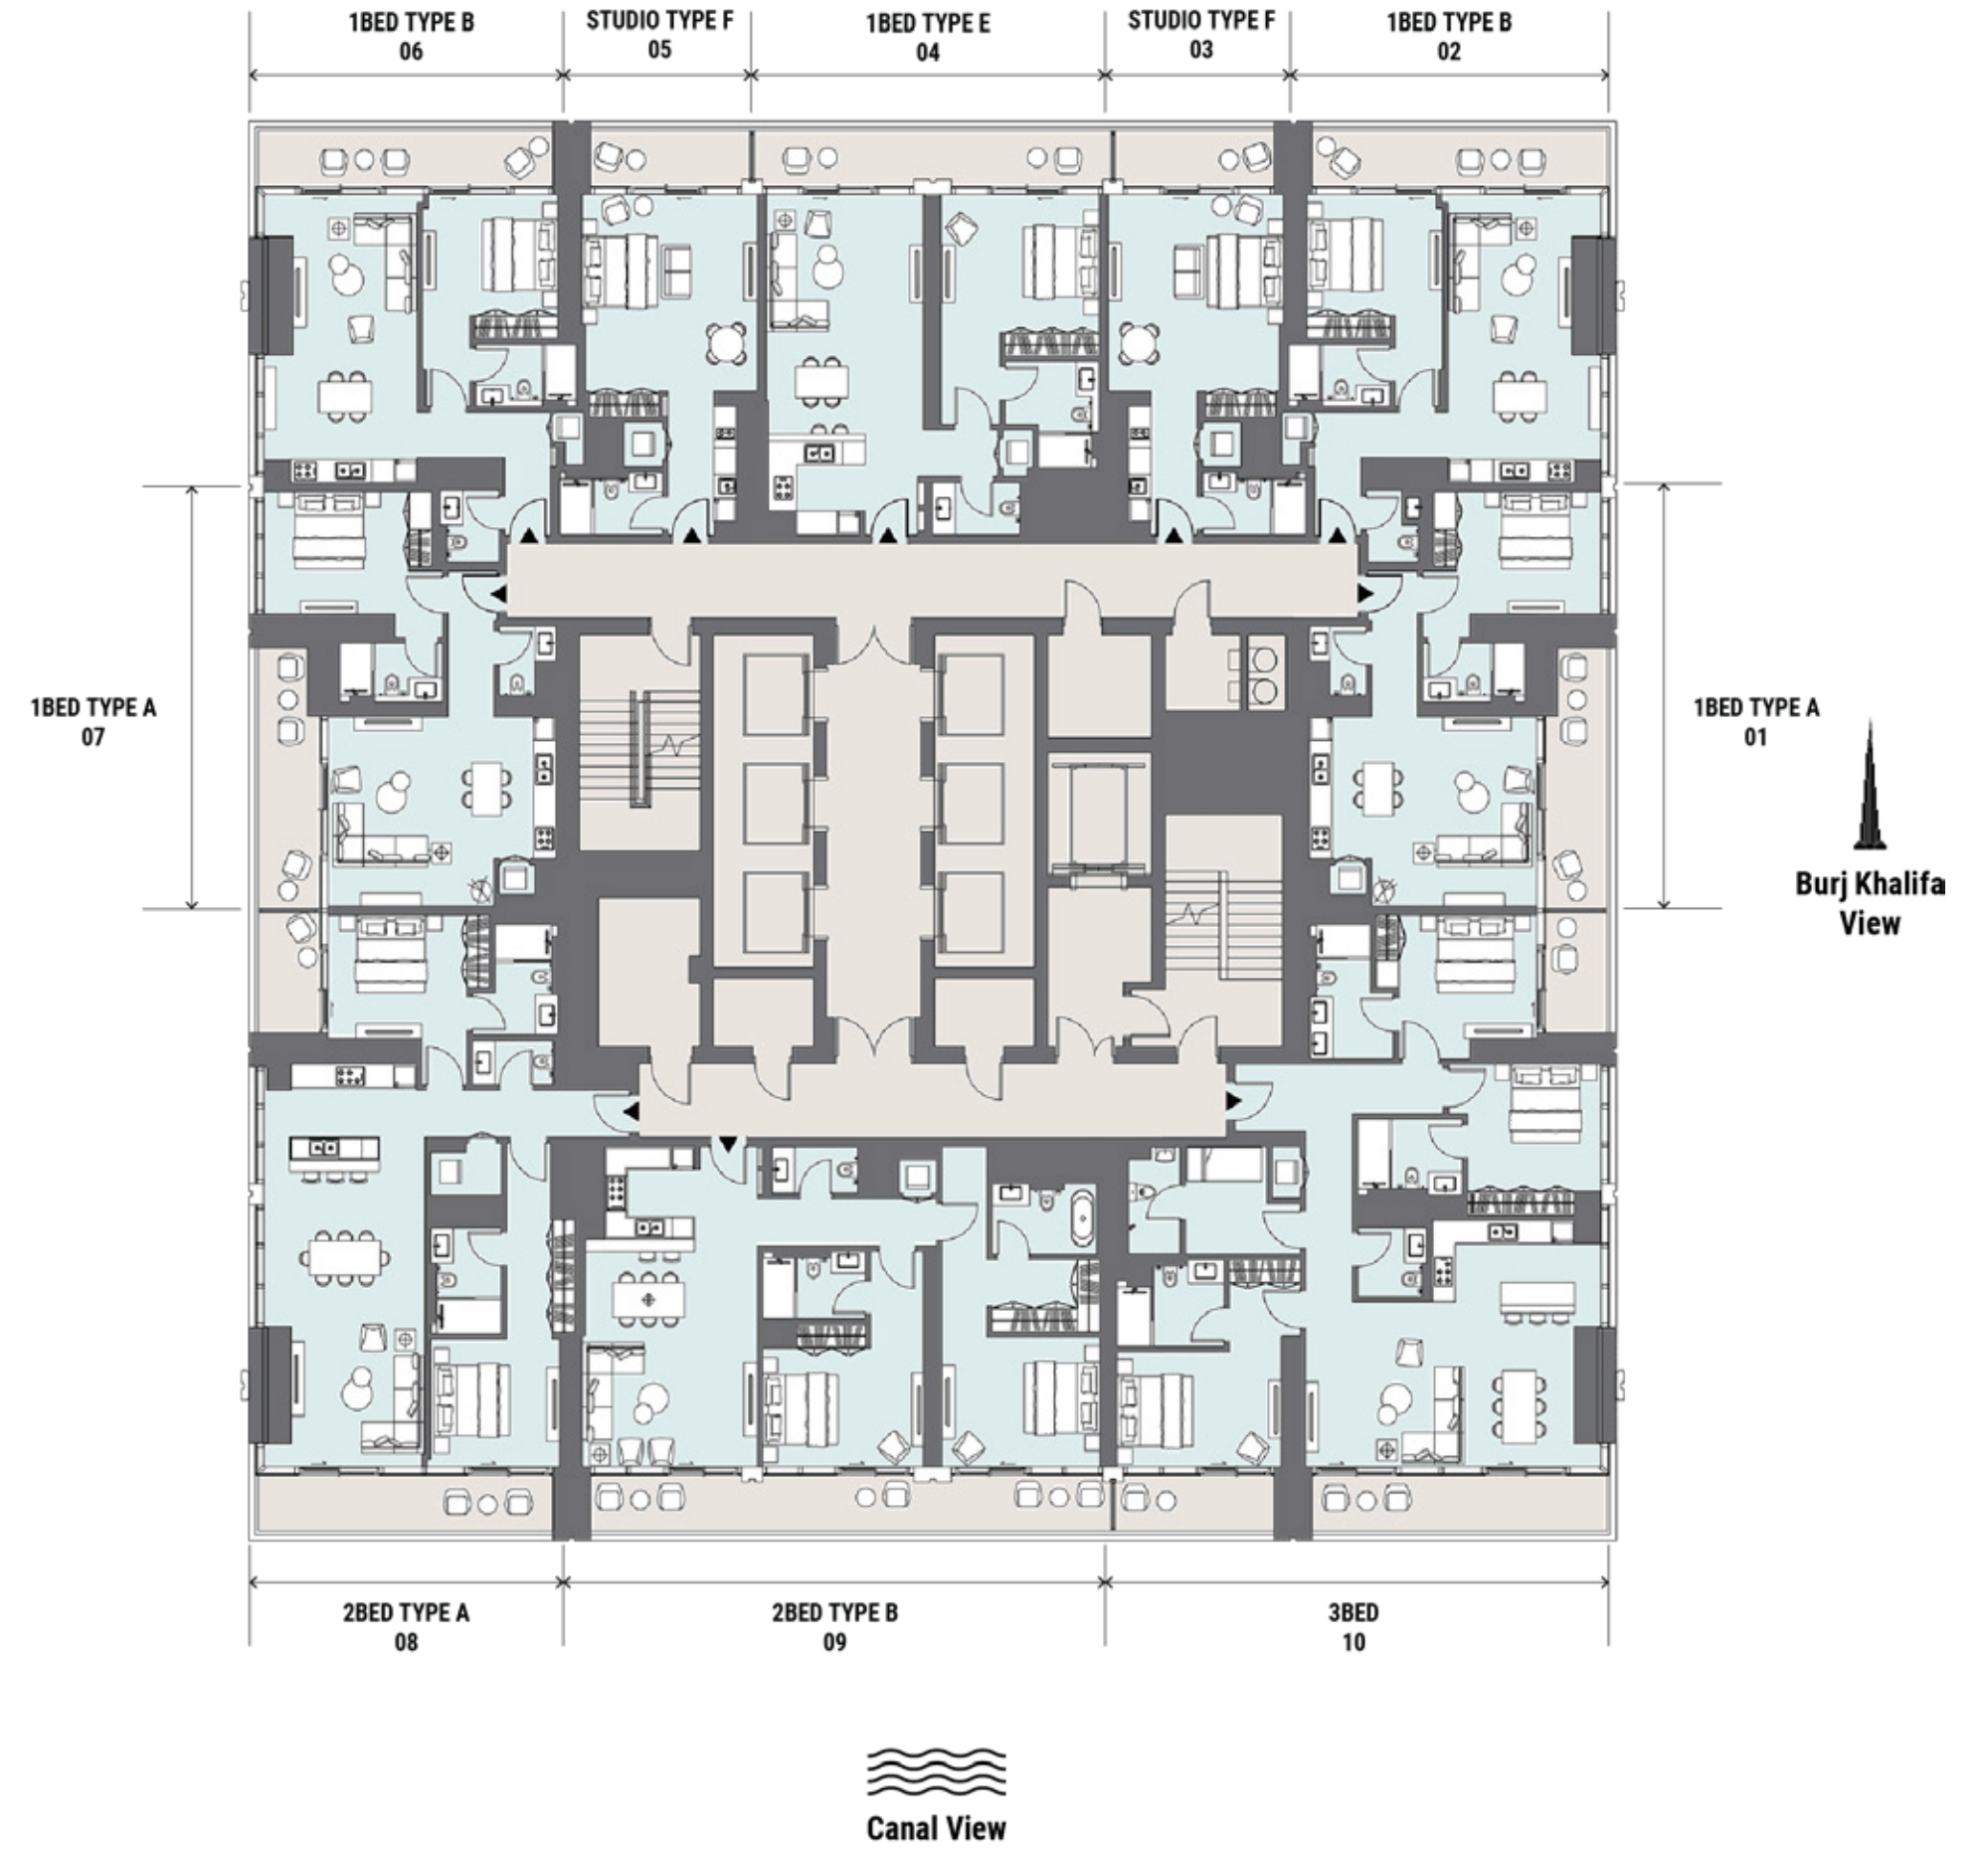 1BED TYPE B
06
STUDIO TYPE F
05
1BED TYPE E
04
STUDIO TYPE F
03
1BED TYPE B
02
1BED TYPE A
07
1BED TYPE A
01
Burj Khalifa
View
2BED TYPE A
08
2BED TYPE B
09
3BED
10
Canal View